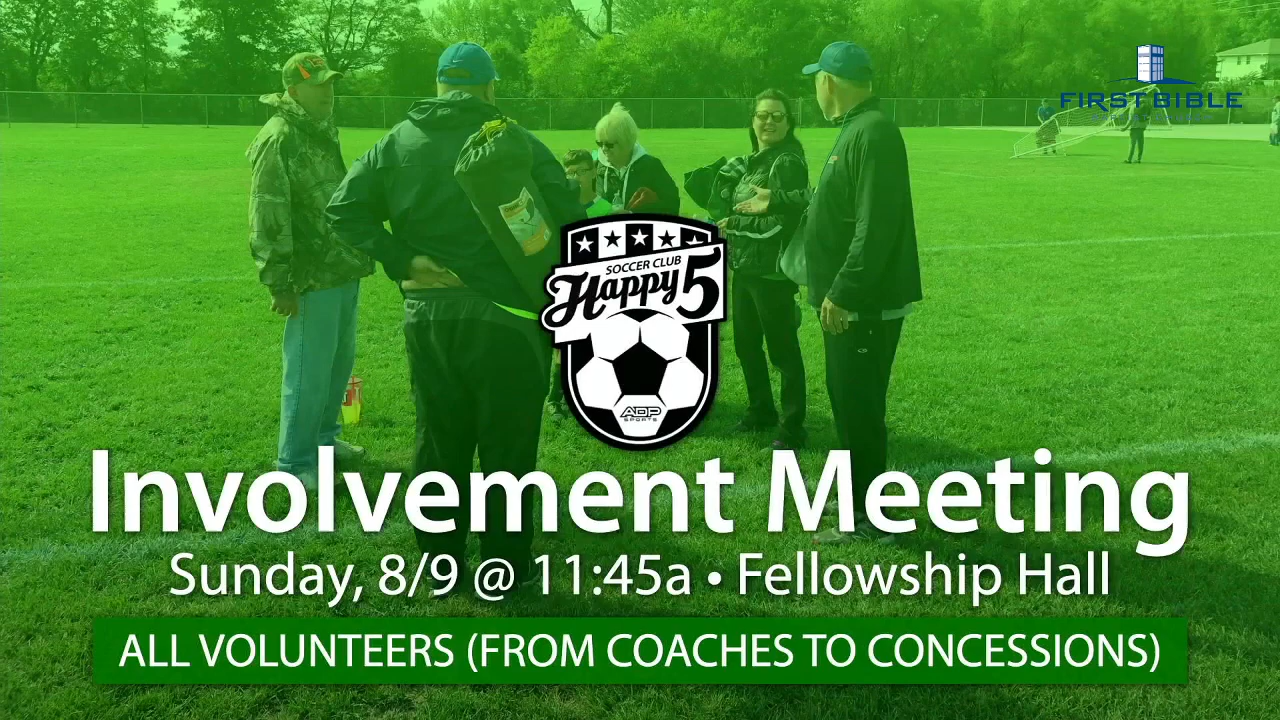 FIRST BIBLE
SOCCER CLUB
Happy 5
ADP
SPORTS
Involvement Meeting
Sunday, 8/9 @ 11:45a • Fellowship Hall
ALL VOLUNTEERS (FROM COACHES TO CONCESSIONS)